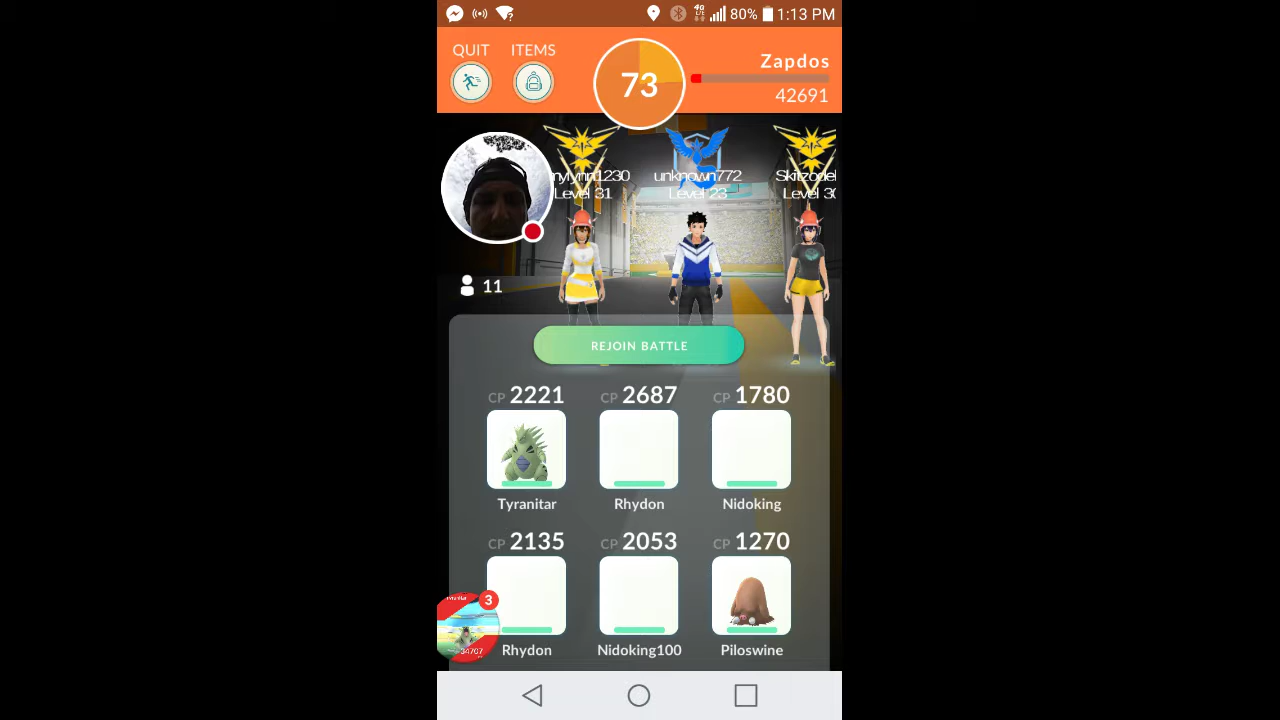 80% 1:13 PM
QUIT ITEMS
73
Zapdos
42691
unknown772
Level 31 Level 23
11
REJOIN BATTLE
CP 2221 CP 2687 CP 1780
Tyranitar Rhydon Nidoking
CP 2135 CP 2053 CP 1270
3
34707
Rhydon Nidoking100 Piloswine